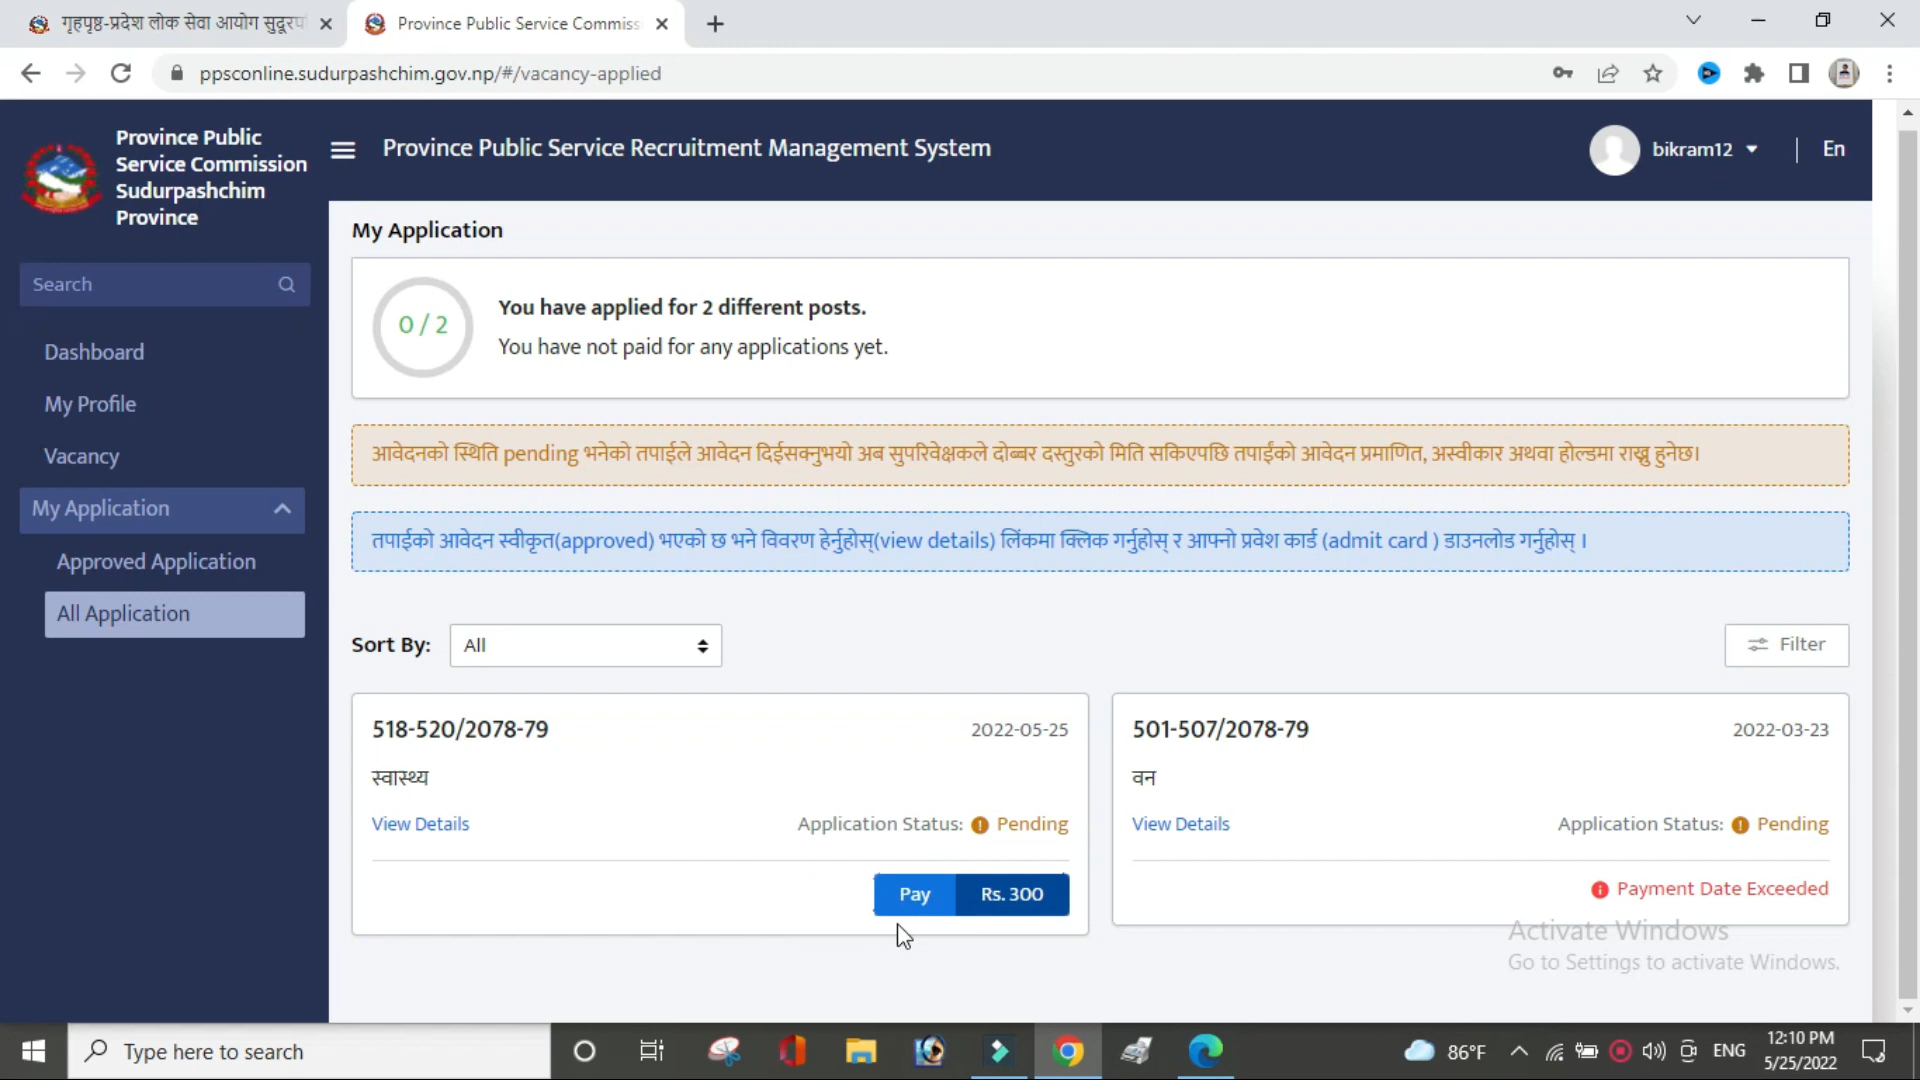 गृहपृष्ठ-प्रदेश लोक सेवा आयोग सुदूरप
Province Public Service Commiss
ppsconline.sudurpashchim.gov.np/#/vacancy-applied
Province Public
Service Commission
Sudurpashchim
Province
Province Public Service Recruitment Management System
bikram12
En
Search
Dashboard
My Profile
Vacancy
My Application
Approved Application
All Application
My Application
0 / 2
You have applied for 2 different posts.
You have not paid for any applications yet.
आवेदनको स्थिति pending भनेको तपाईले आवेदन दिईसक्नुभयो अब सुपरिवेक्षकले दोब्बर दस्तुरको मिति सकिएपछि तपाईंको आवेदन प्रमाणित, अस्वीकार अथवा होल्डमा राख्नु हुनेछ।
तपाईको आवेदन स्वीकृत(approved) भएको छ भने विवरण हेर्नुहोस्(view details) लिंकमा क्लिक गर्नुहोस् र आफ्नो प्रवेश कार्ड (admit card ) डाउनलोड गर्नुहोस् ।
Sort By:
All
Filter
518-520/2078-79
2022-05-25
स्वास्थ्य
View Details
Application Status:
Pending
Pay
Rs. 300
501-507/2078-79
2022-03-23
वन
View Details
Application Status:
Pending
Payment Date Exceeded
Activate Windows
Go to Settings to activate Windows.
Type here to search
86°F
ENG
12:10 PM
5/25/2022